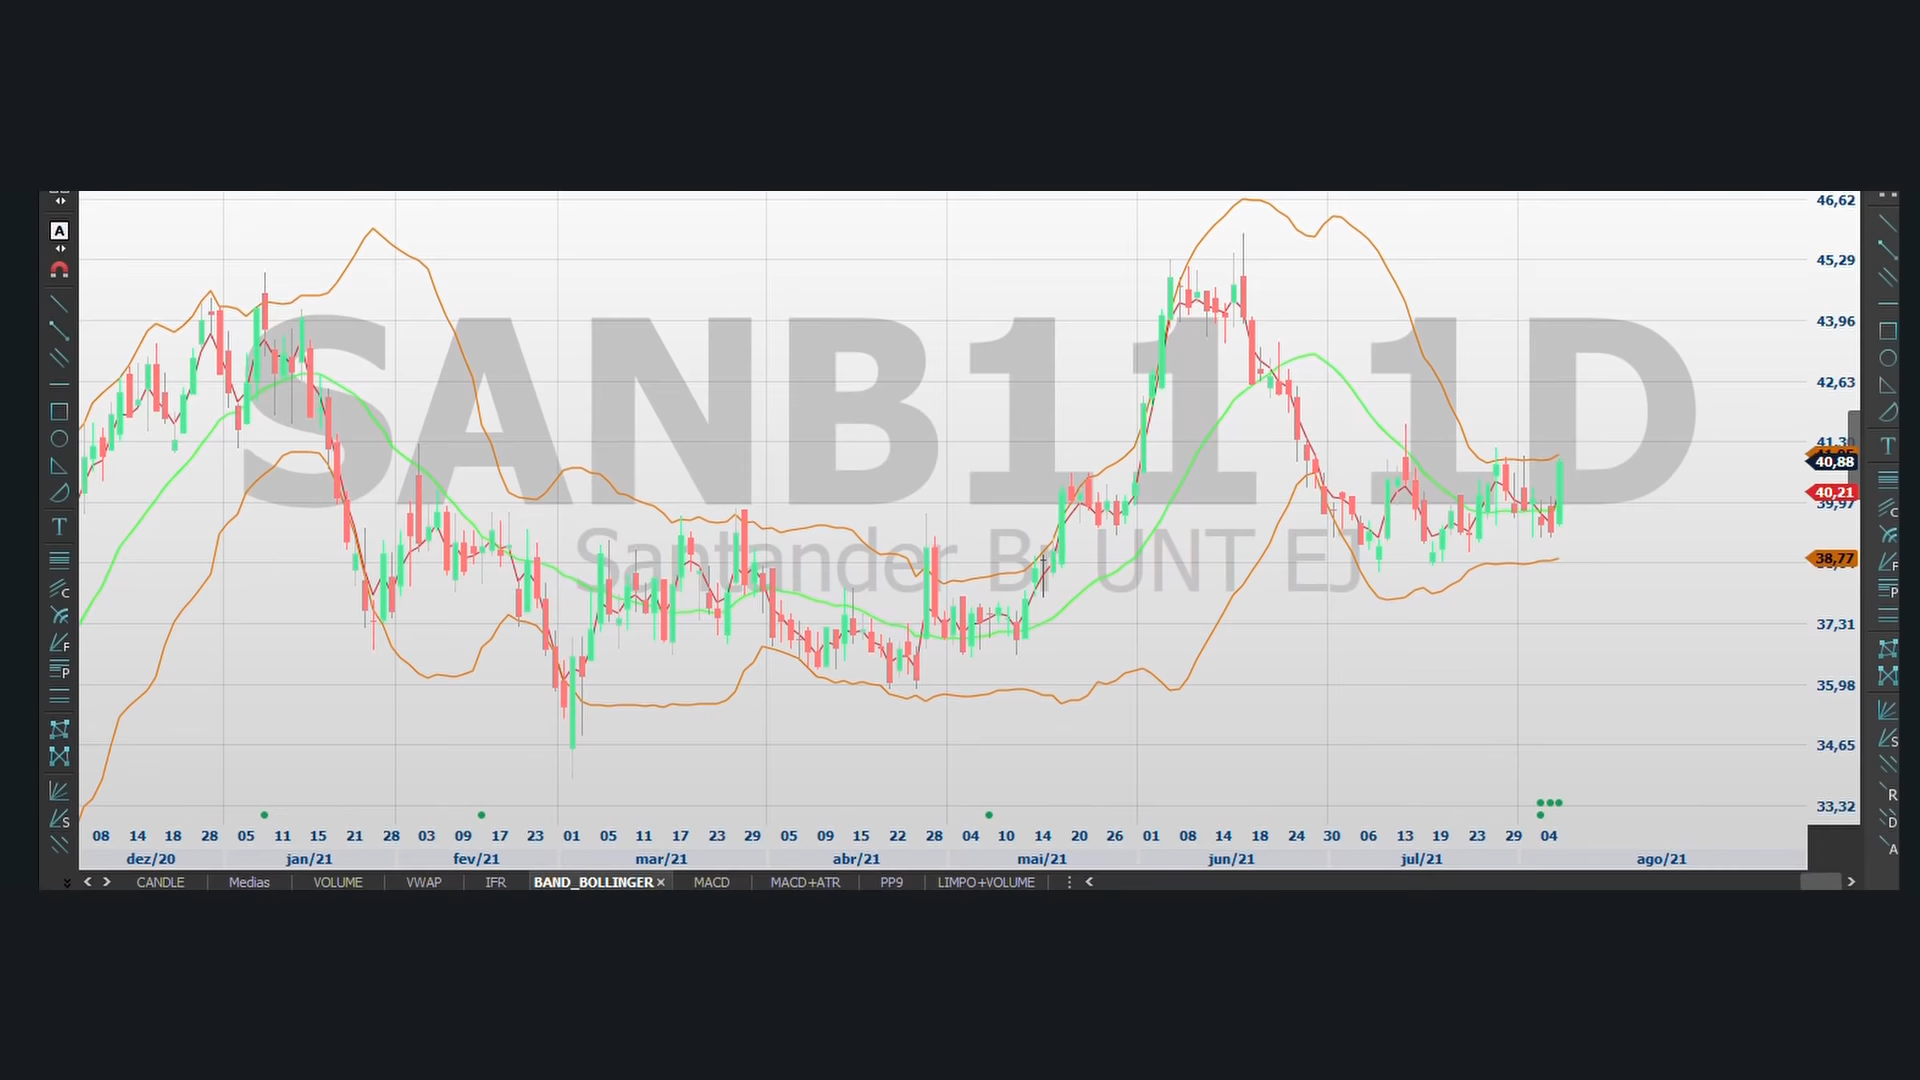 SANB11 1D
Santander Br UNT EJ
46,62
45,29
43,96
42,63
41,30
40,88
40,21
39,97
38,77
37,31
35,98
34,65
33,32
A
T
C
F
P
S
T
C
F
P
S
R
D
A
08 14 18 28 05 11 15 21 28 03 09 17 23 01 05 11 17 23 29 05 09 15 22 28 04 10 14 20 26 01 08 14 18 24 30 06 13 19 23 29 04
dez/20 jan/21 fev/21 mar/21 abr/21 mai/21 jun/21 jul/21 ago/21
CANDLE Medias VOLUME VWAP IFR BAND_BOLLINGER MACD MACD+ATR PP9 LIMPO+VOLUME